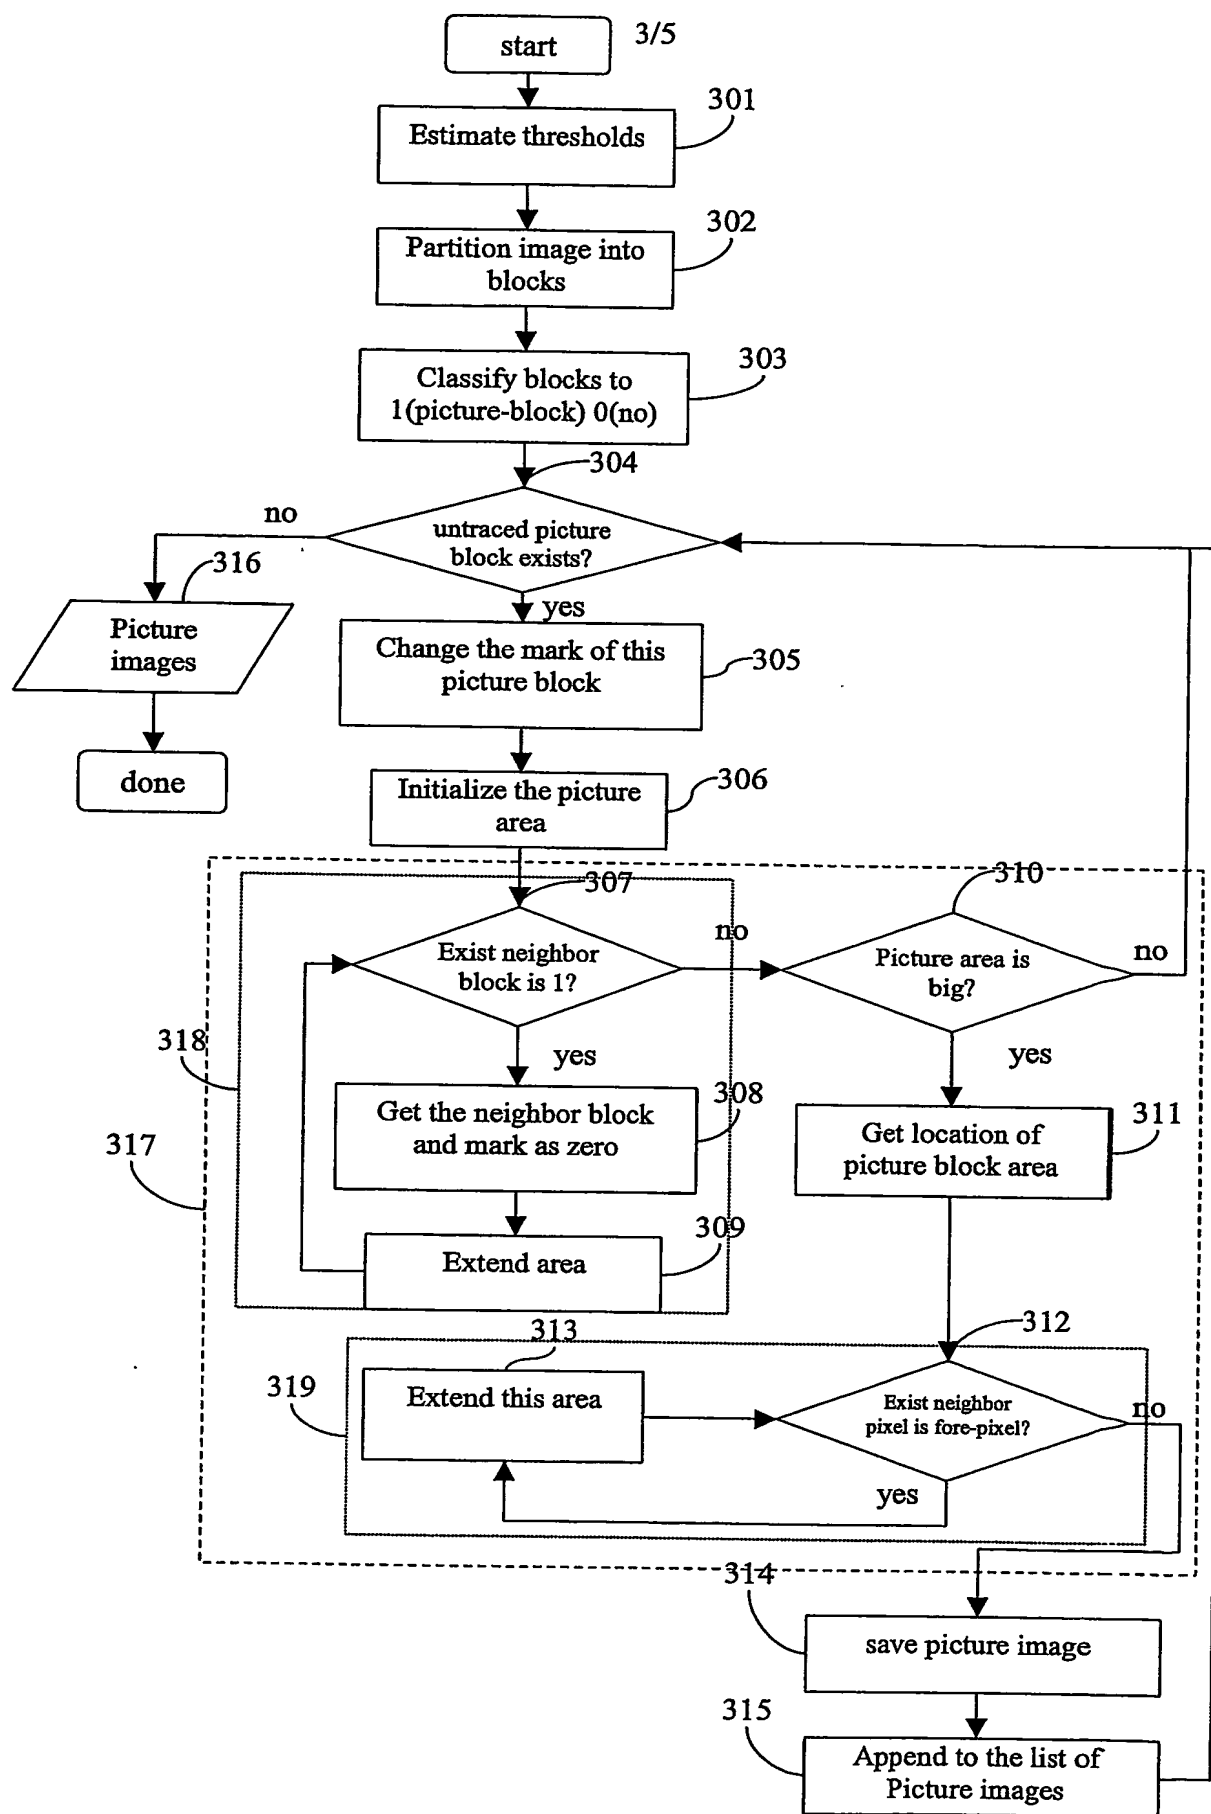 start
3/5
301
Estimate thresholds
302
Partition image into
blocks
303
Classify blocks to
1(picture-block) 0(no)
304
no
untraced picture
block exists?
316
yes
Picture
images
Change the mark of this
picture block
305
done
Initialize the picture
area
306
307
310
no
Exist neighbor
block is 1?
Picture area is
big?
no
318
yes
yes
308
Get the neighbor block
and mark as zero
311
Get location of
picture block area
317
309
Extend area
313
312
319
Extend this area
Exist neighbor
pixel is fore-pixel?
no
yes
314
save picture image
315
Append to the list of
Picture images